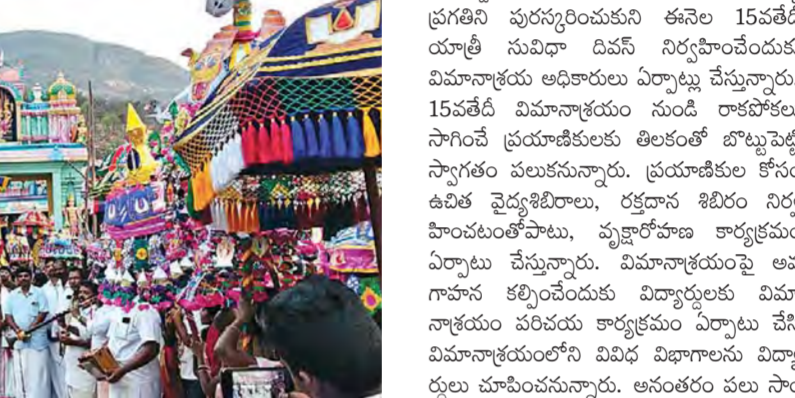 ప్రగతిని పురస్కరించుకుని ఈనెల 15వతేదీ
యాత్రీ సువిధా దివస్ నిర్వహించేందుకు
విమానాశ్రయ అధికారులు ఏర్పాట్లు చేస్తున్నారు.
15వతేదీ విమానాశ్రయం నుండి రాకపోకలు
సాగించే ప్రయాణికులకు తిలకంతో బొట్టుపెట్టి
స్వాగతం పలుకనున్నారు. ప్రయాణికుల కోసం
ఉచిత వైద్యశిబిరాలు, రక్తదాన శిబిరం నిర్వ
హించటంతోపాటు, వృక్షారోహణ కార్యక్రమం
ఏర్పాటు చేస్తున్నారు. విమానాశ్రయంపై అవ
గాహన కల్పించేందుకు విద్యార్థులకు విమా
నాశ్రయం పరిచయ కార్యక్రమం ఏర్పాటు చేసి
విమానాశ్రయంలోని వివిధ విభాగాలను విద్యా
ర్థులు చూపించనున్నారు. అనంతరం పలు సాం